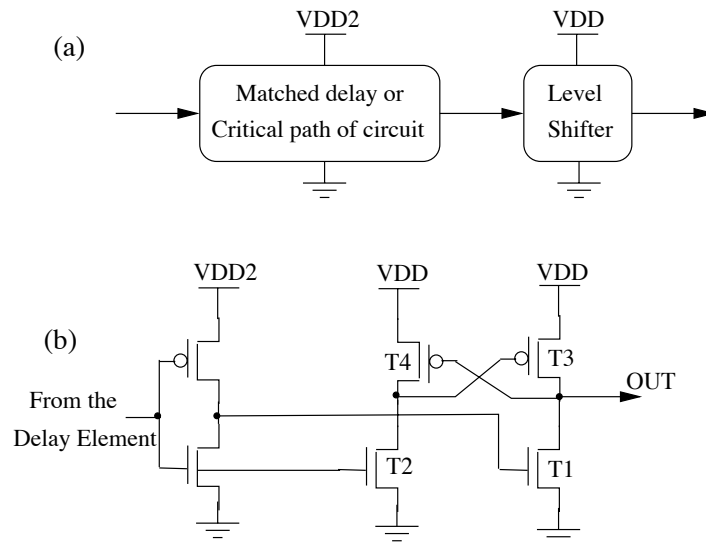 (a)
VDD2
VDD
Matched delay or
Critical path of circuit
Level
Shifter
(b)
VDD2
VDD
VDD
T4
T3
OUT
From the
Delay Element
T2
T1